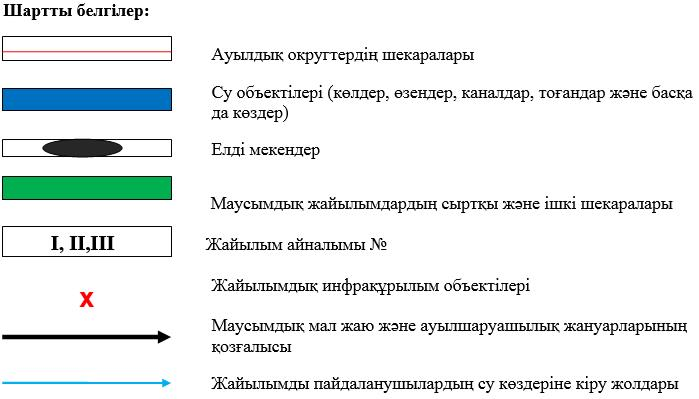 Шартты белгілер:
Ауылдық округтердің шекаралары
Су объектілері (көлдер, өзендер, каналдар, тоғандар және басқа
да көздер)
Елді мекендер
Маусымдық жайылымдардың сыртқы және ішкі шекаралары
I, II,III Жайылым айналымы №
X Жайылымдық инфрақұрылым объектілері
Маусымдық мал жаю және ауылшаруашылық жануарларының
қозғалысы
Жайылымды пайдаланушылардың су көздеріне кіру жолдары